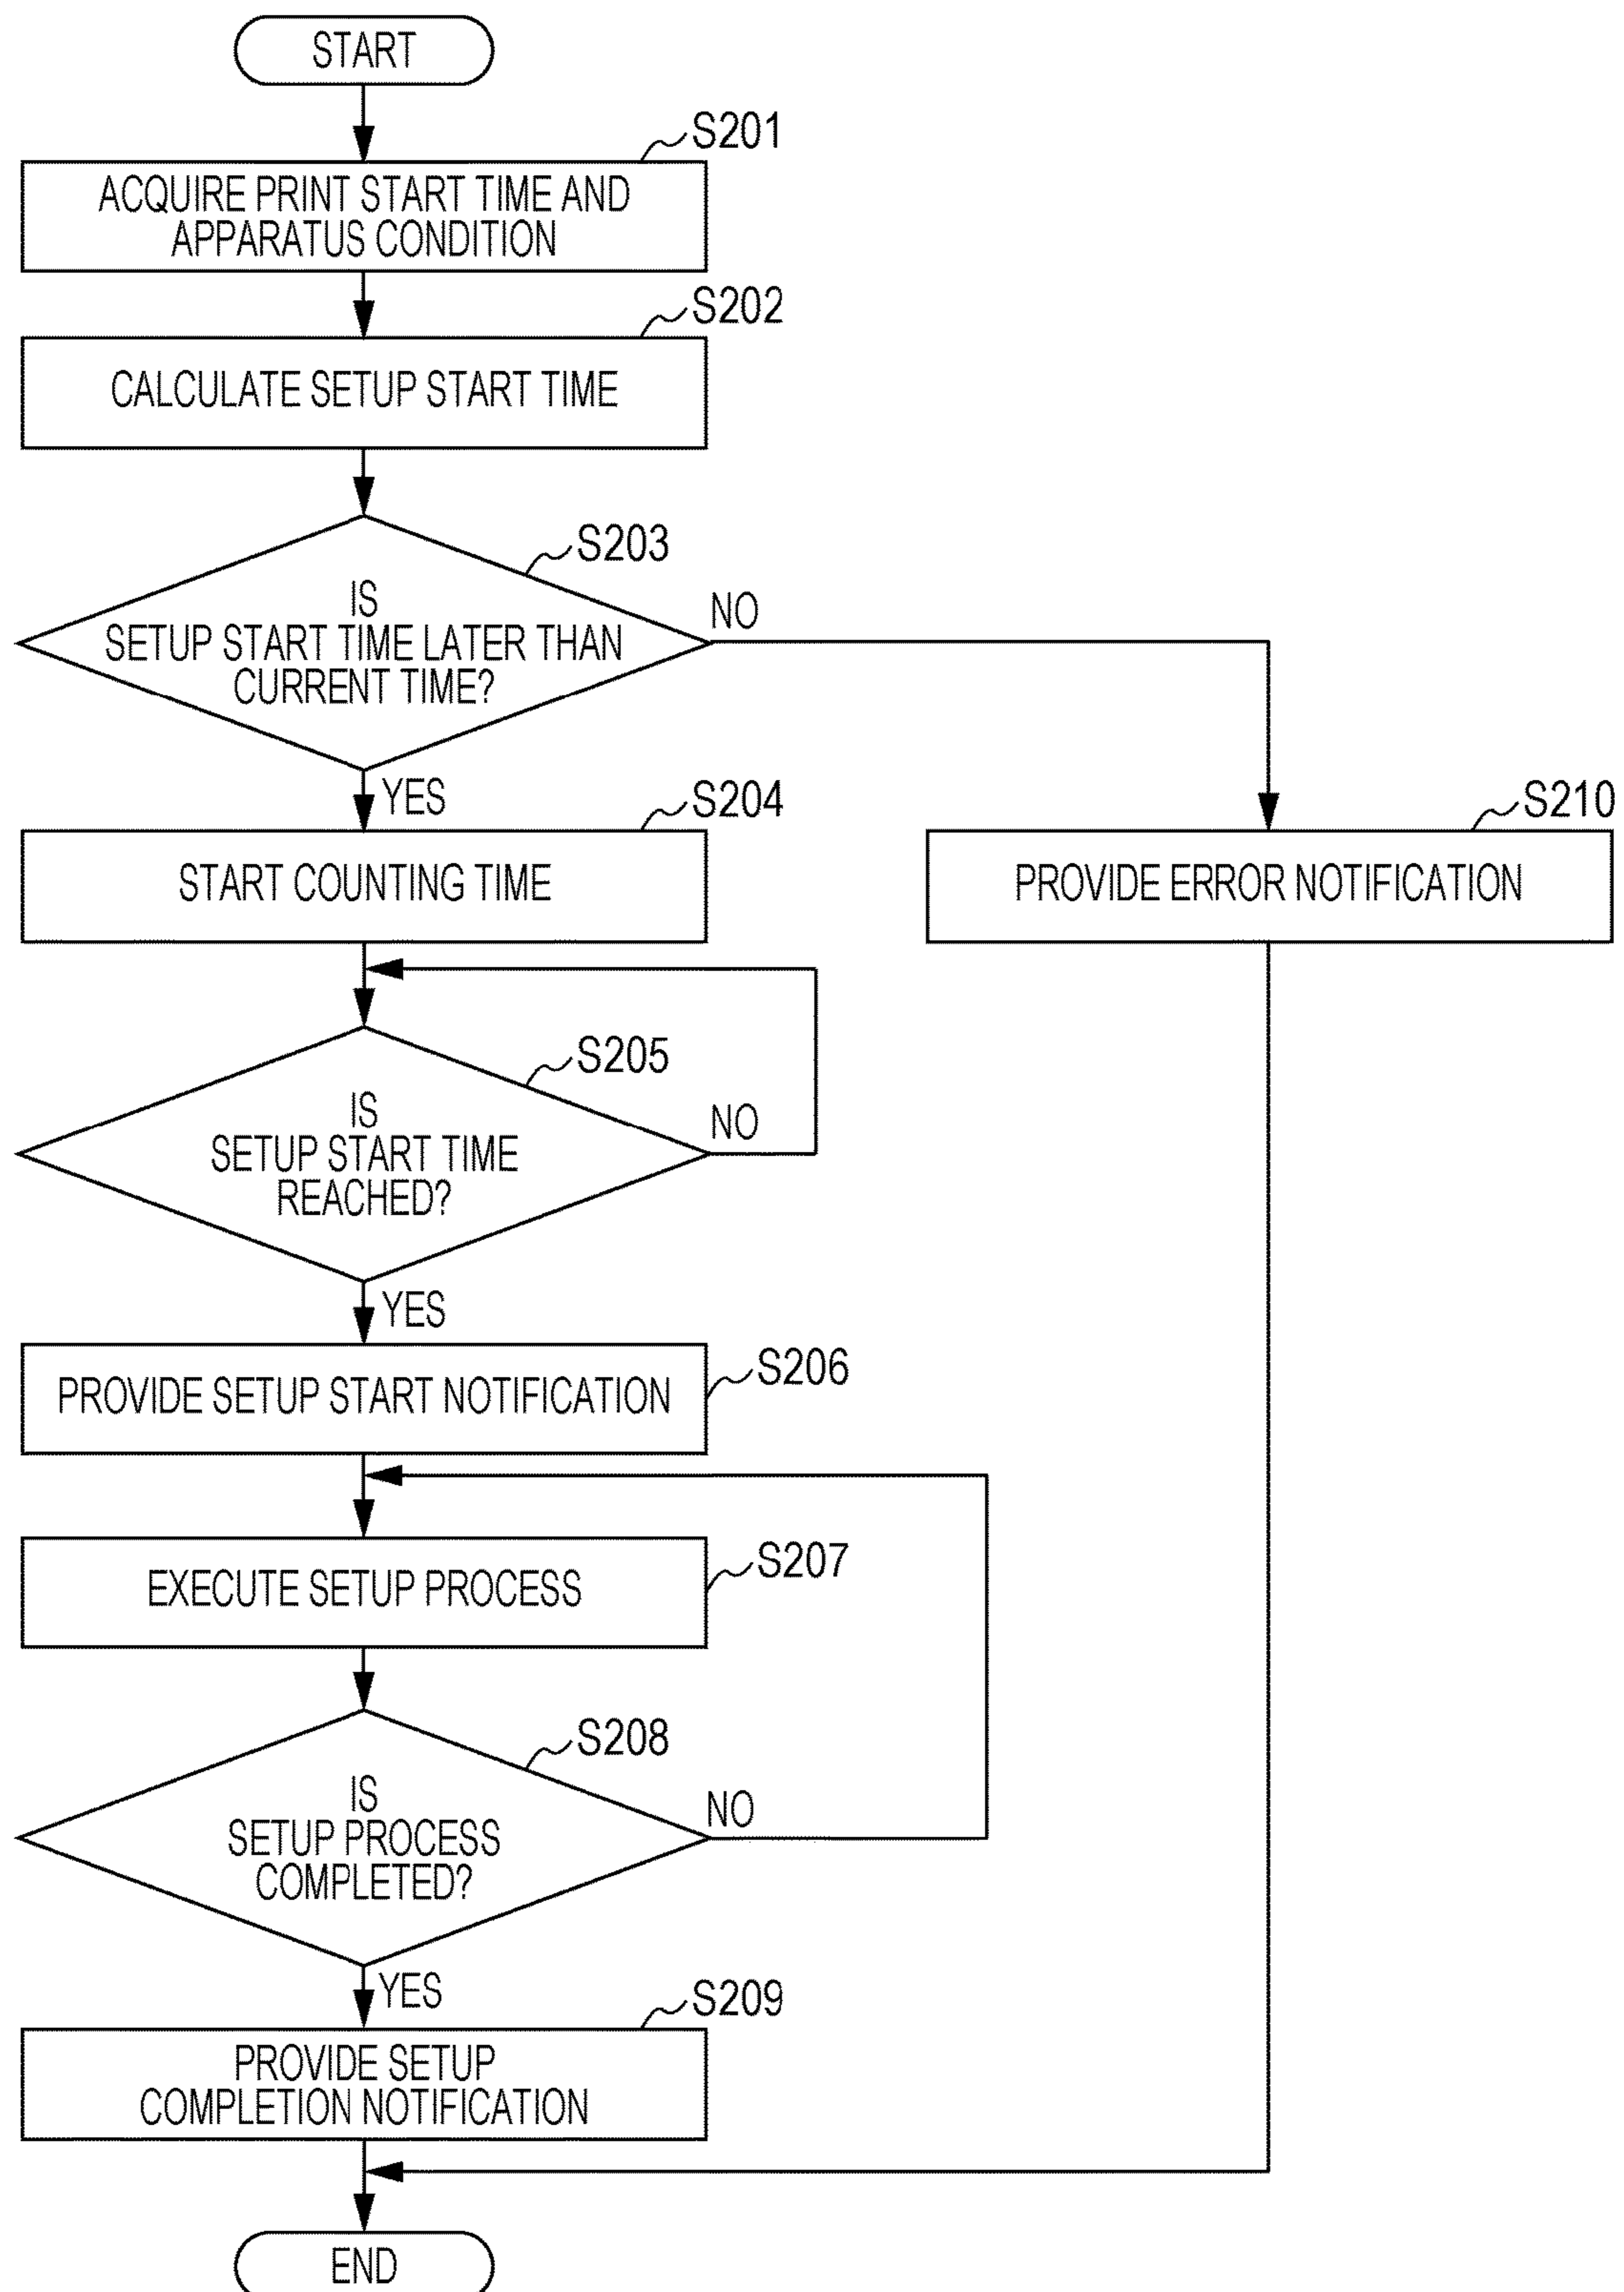 START
S201
ACQUIRE PRINT START TIME AND
APPARATUS CONDITION
S202
CALCULATE SETUP START TIME
S203
IS
SETUP START TIME LATER THAN
CURRENT TIME?
NO
YES
S204
START COUNTING TIME
S210
PROVIDE ERROR NOTIFICATION
S205
IS
SETUP START TIME
REACHED?
NO
YES
S206
PROVIDE SETUP START NOTIFICATION
S207
EXECUTE SETUP PROCESS
S208
IS
SETUP PROCESS
COMPLETED?
NO
YES
S209
PROVIDE SETUP
COMPLETION NOTIFICATION
END